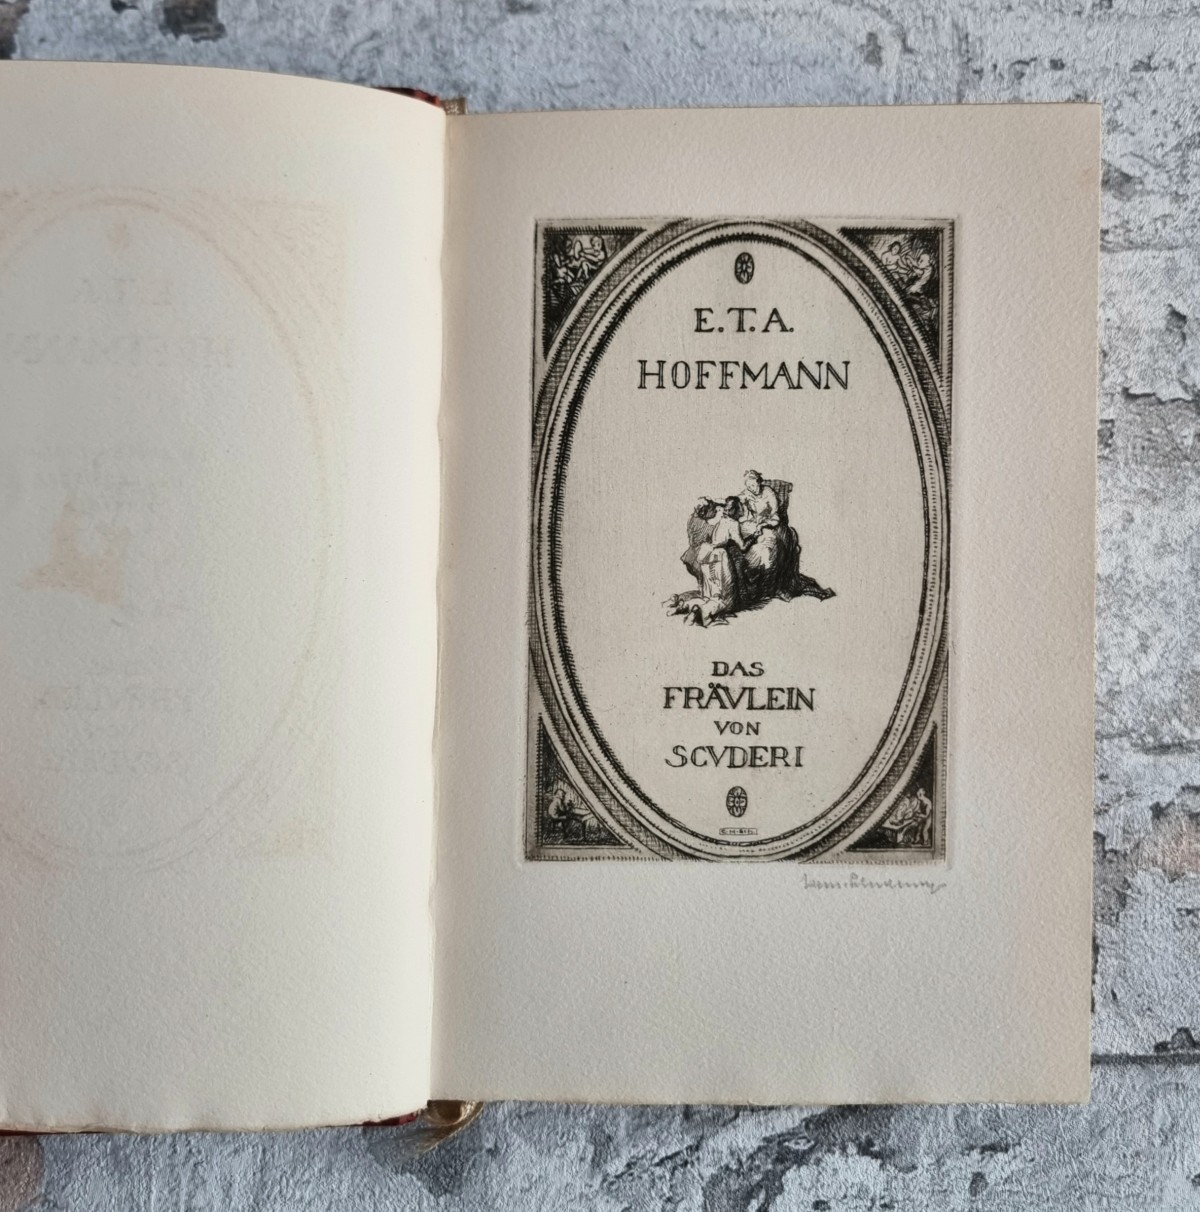 E.T.A.
HOFFMANN
DAS
FRÄVLEIN
VON
SCVDERI